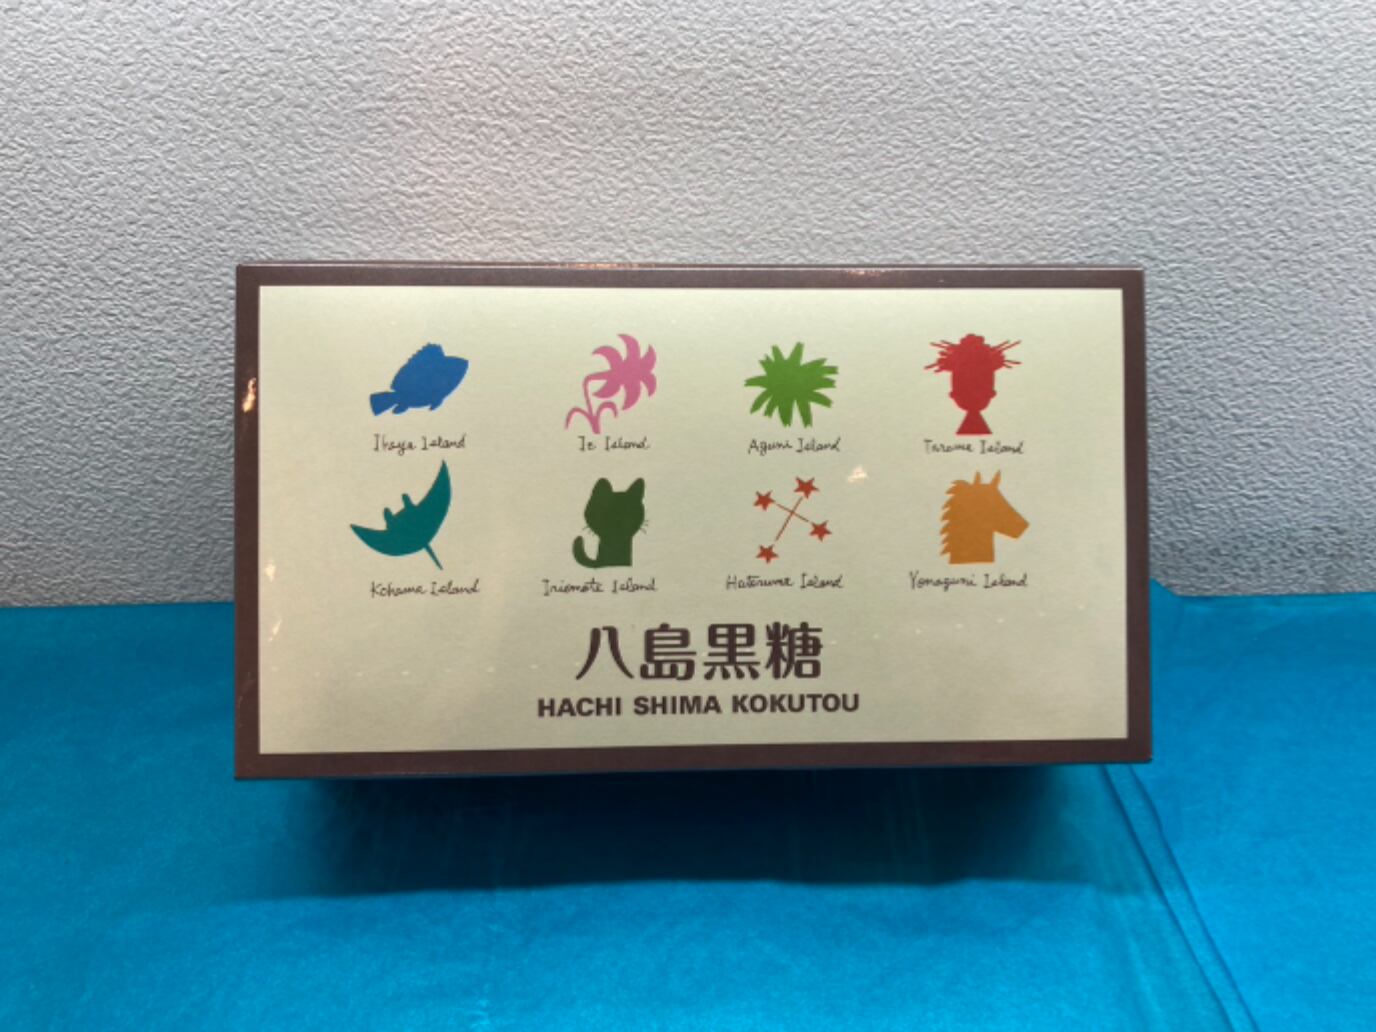 Iheya Island
Ie Island
Aguni Island
Tarama Island
Kohama Island
Iriomote Island
Hateruma Island
Yonaguni Island
八島黒糖
HACHI SHIMA KOKUTOU